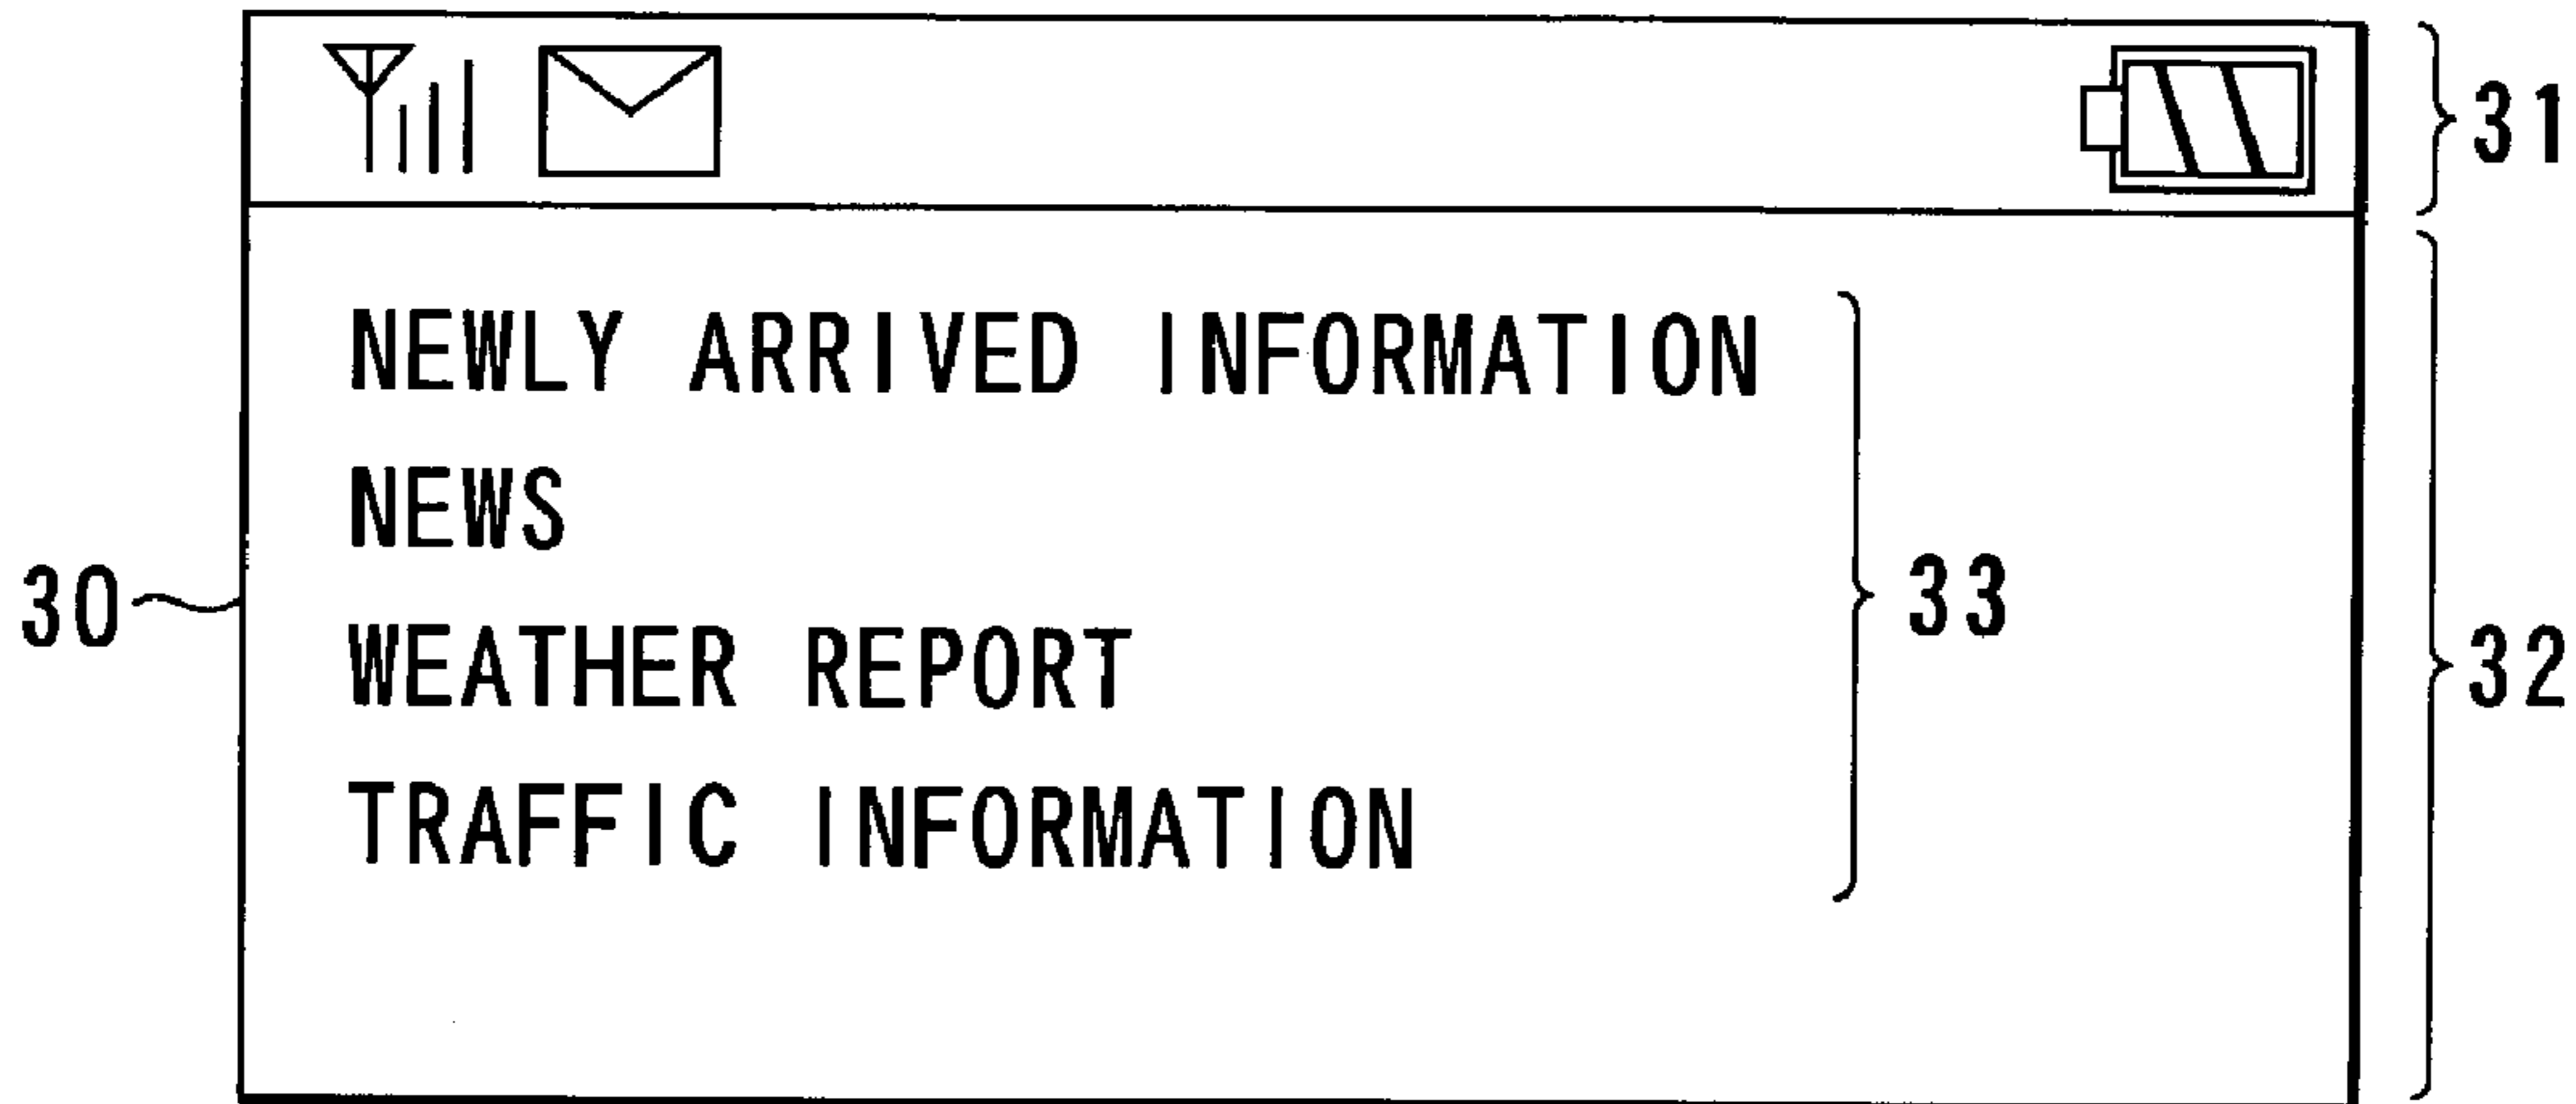 31
NEWLY ARRIVED INFORMATION
NEWS
33
30
WEATHER REPORT
32
TRAFFIC INFORMATION